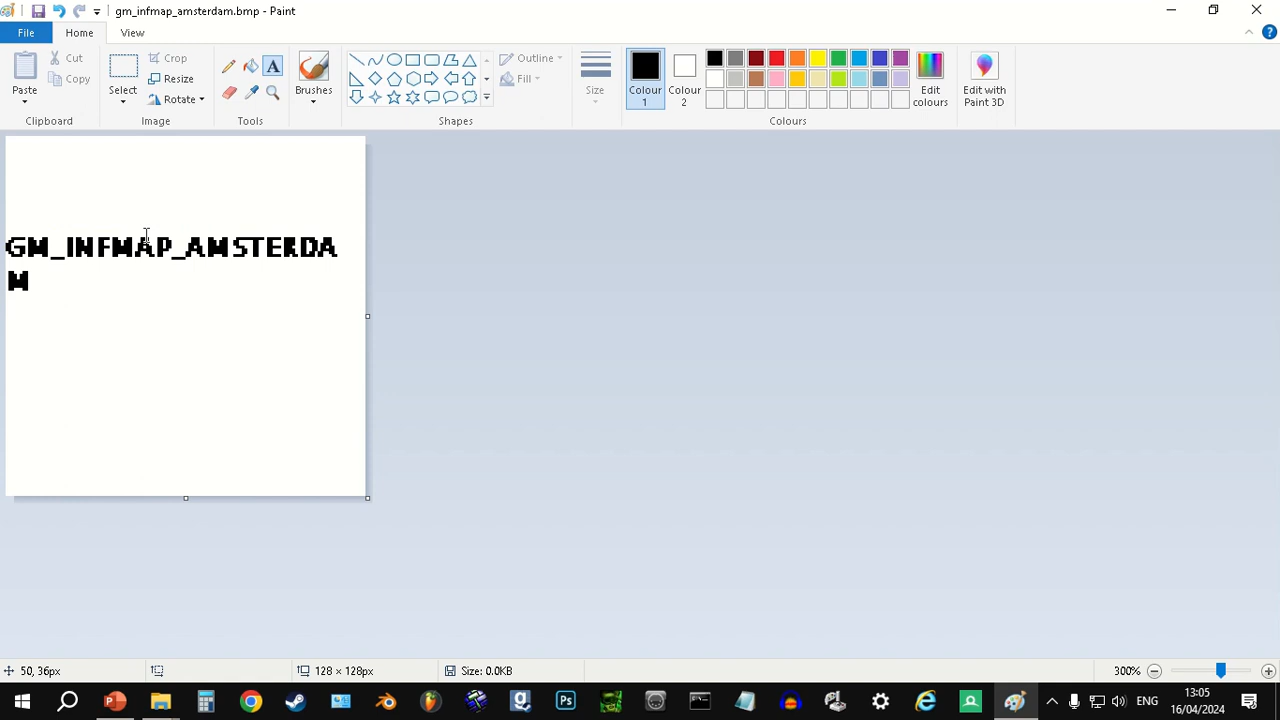 gm_infmap_amsterdam.bmp - Paint
File
Home
View
Paste
Cut
Copy
Clipboard
Select
Crop
Resize
Rotate
Image
A
Tools
Brushes
Shapes
Outline
Fill
Size
Colour 1
Colour 2
Colours
Edit colours
Edit with Paint 3D
GM_INFMAP_AMSTERDA
M
50, 36px
128 × 128px
Size: 0.0KB
300%
Ps
ENG
13:05
16/04/2024